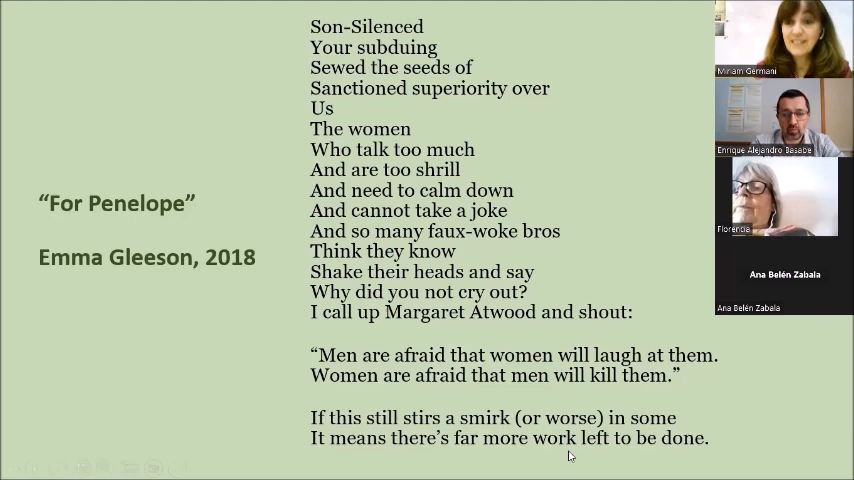 “For Penelope”
Emma Gleeson, 2018
Son-Silenced
Your subduing
Sewed the seeds of
Sanctioned superiority over
Us
The women
Who talk too much
And are too shrill
And need to calm down
And cannot take a joke
And so many faux-woke bros
Think they know
Shake their heads and say
Why did you not cry out?
I call up Margaret Atwood and shout:
“Men are afraid that women will laugh at them.
Women are afraid that men will kill them.”
If this still stirs a smirk (or worse) in some
It means there’s far more work left to be done.
Miriam Germani
Enrique Alejandro Basabe
Florencia
Ana Belén Zabala
Ana Belén Zabala